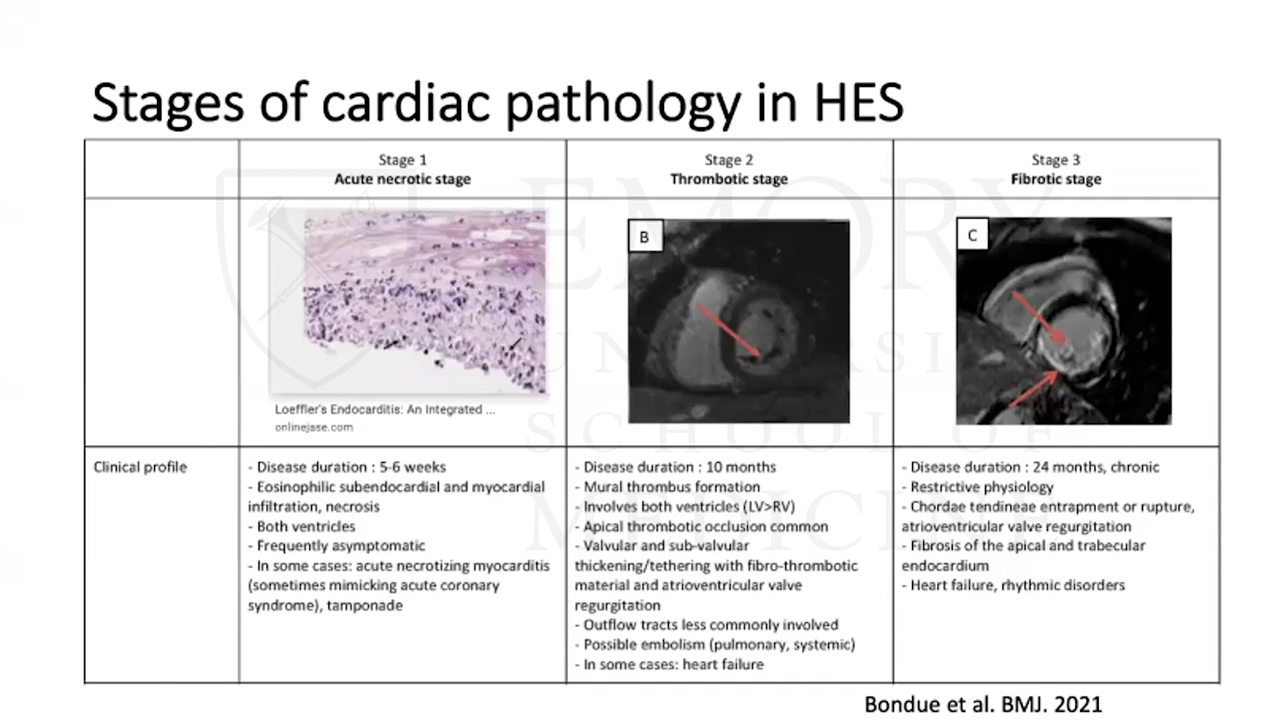 Stages of cardiac pathology in HES
Stage 1
Acute necrotic stage
Stage 2
Thrombotic stage
Stage 3
Fibrotic stage
Loeffler's Endocarditis: An Integrated ...
onlinejase.com
B
C
Clinical profile
- Disease duration : 5-6 weeks
- Eosinophilic subendocardial and myocardial
infiltration, necrosis
- Both ventricles
- Frequently asymptomatic
- In some cases: acute necrotizing myocarditis
(sometimes mimicking acute coronary
syndrome), tamponade
- Disease duration : 10 months
- Mural thrombus formation
- Involves both ventricles (LV>RV)
- Apical thrombotic occlusion common
- Valvular and sub-valvular
thickening/tethering with fibro-thrombotic
material and atrioventricular valve
regurgitation
- Outflow tracts less commonly involved
- Possible embolism (pulmonary, systemic)
- In some cases: heart failure
- Disease duration : 24 months, chronic
- Restrictive physiology
- Chordae tendineae entrapment or rupture,
atrioventricular valve regurgitation
- Fibrosis of the apical and trabecular
endocardium
- Heart failure, rhythmic disorders
Bondue et al. BMJ. 2021
EMORY
SCHOOL OF
MEDICINE